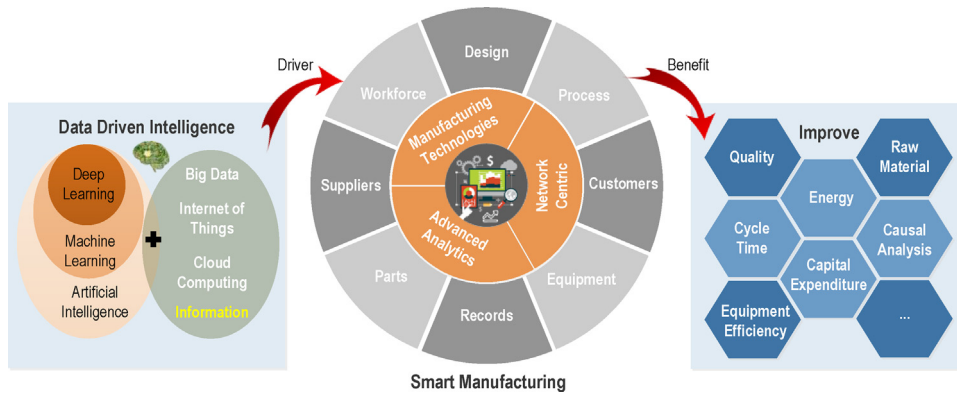 Data Driven Intelligence
Deep
Learning
Machine
Learning
Artificial
Intelligence
Big Data
Internet of
Things
Cloud
Computing
Information
Driver
Design
Process
Customers
Equipment
Records
Parts
Suppliers
Workforce
Manufacturing
Technologies
Network
Centric
Advanced
Analytics
$
Smart Manufacturing
Benefit
Improve
Quality
Raw
Material
Energy
Cycle
Time
Causal
Analysis
Capital
Expenditure
Equipment
Efficiency
...